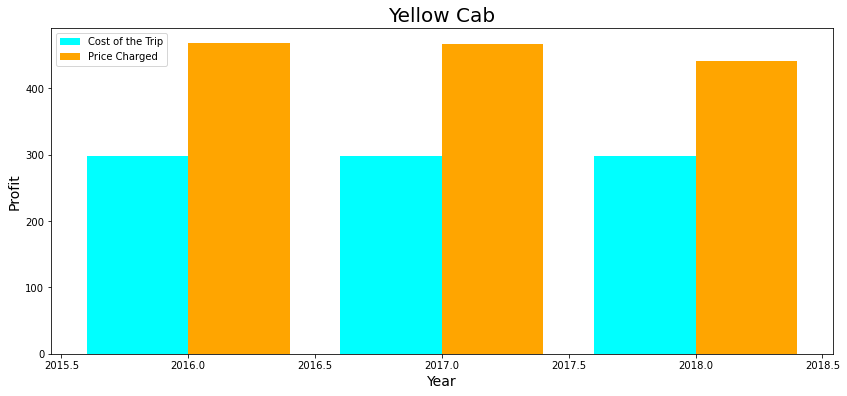 Yellow Cab
Cost of the Trip
Price Charged
400
300
200
100
0
Profit
2015.5 2016.0 2016.5 2017.0 2017.5 2018.0 2018.5
Year